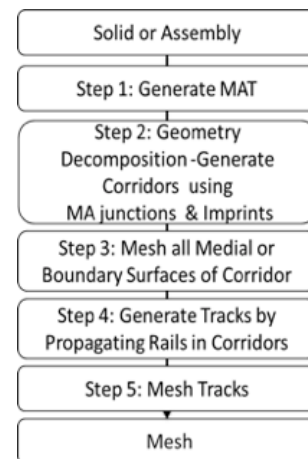 Solid or Assembly
Step 1: Generate MAT
Step 2: Geometry
Decomposition -Generate
Corridors using
MA junctions & Imprints
Step 3: Mesh all Medial or
Boundary Surfaces of Corridor
Step 4: Generate Tracks by
Propagating Rails in Corridors
Step 5: Mesh Tracks
Mesh